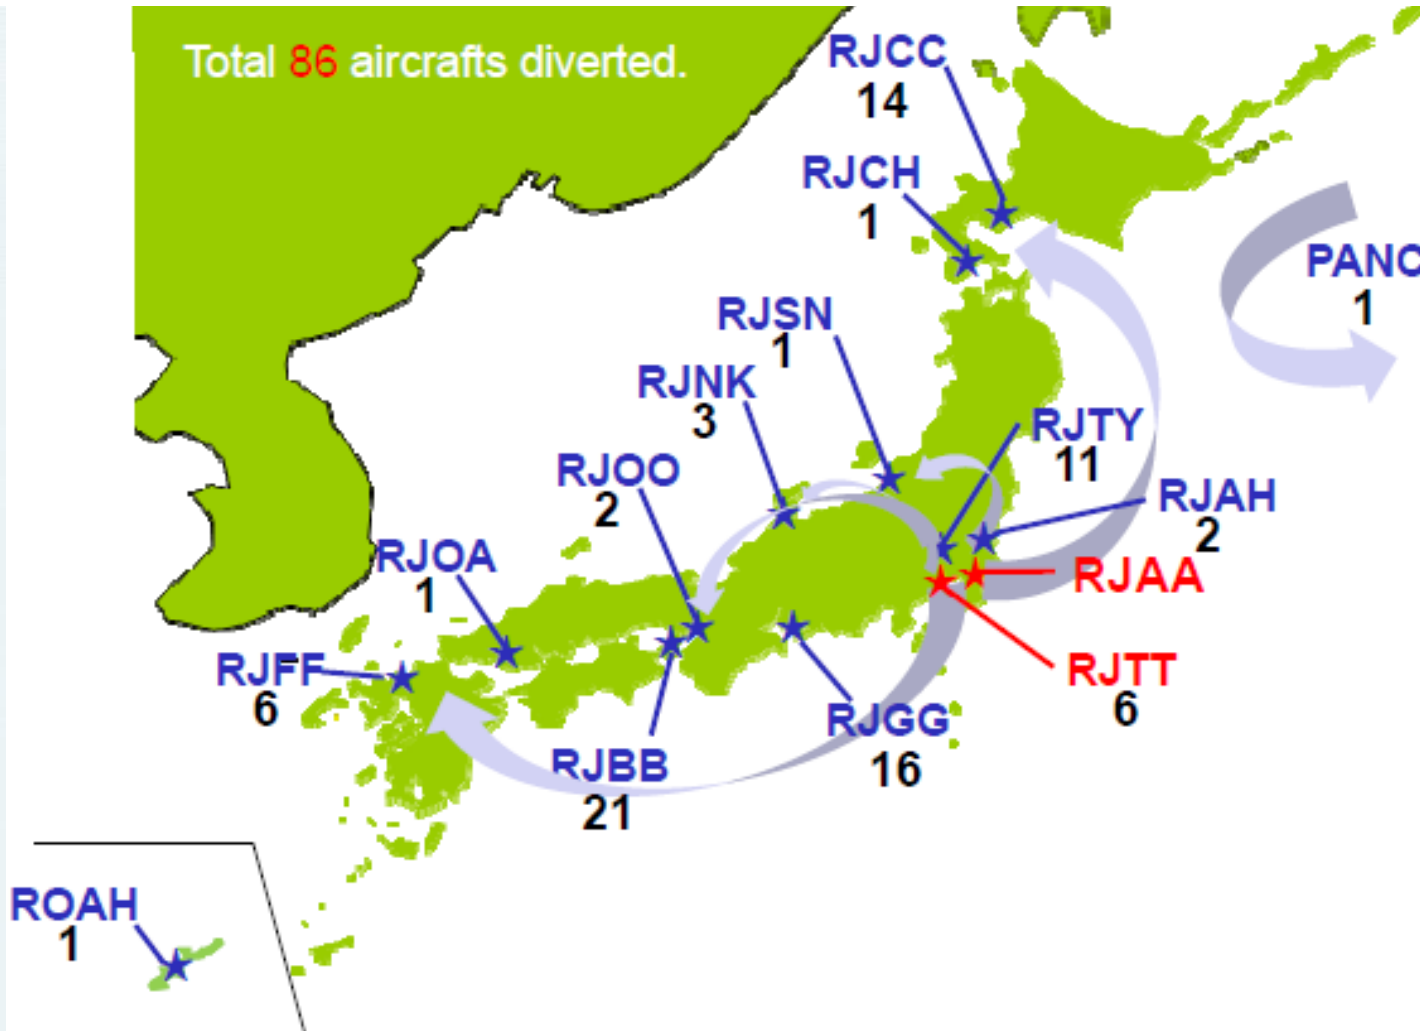 Total 86 aircrafts diverted.
RJCC
14
RJCH
1
PANC
1
RJSN
1
RJNK
3
RJTY
11
RJOO
2
RJAH
2
RJOA
1
RJAA
RJFF
6
RJTT
6
RJGG
16
RJBB
21
ROAH
1